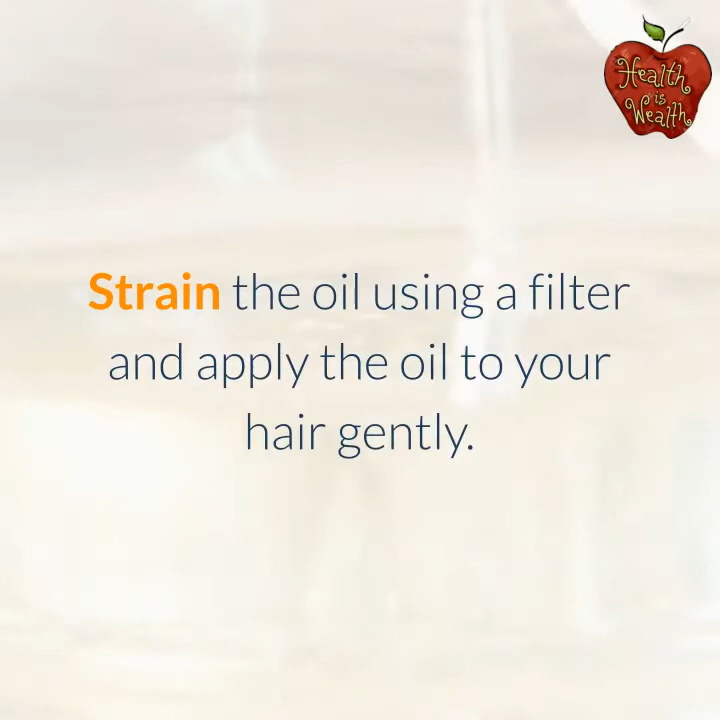 Health
is
Wealth
Strain the oil using a filter
and apply the oil to your
hair gently.